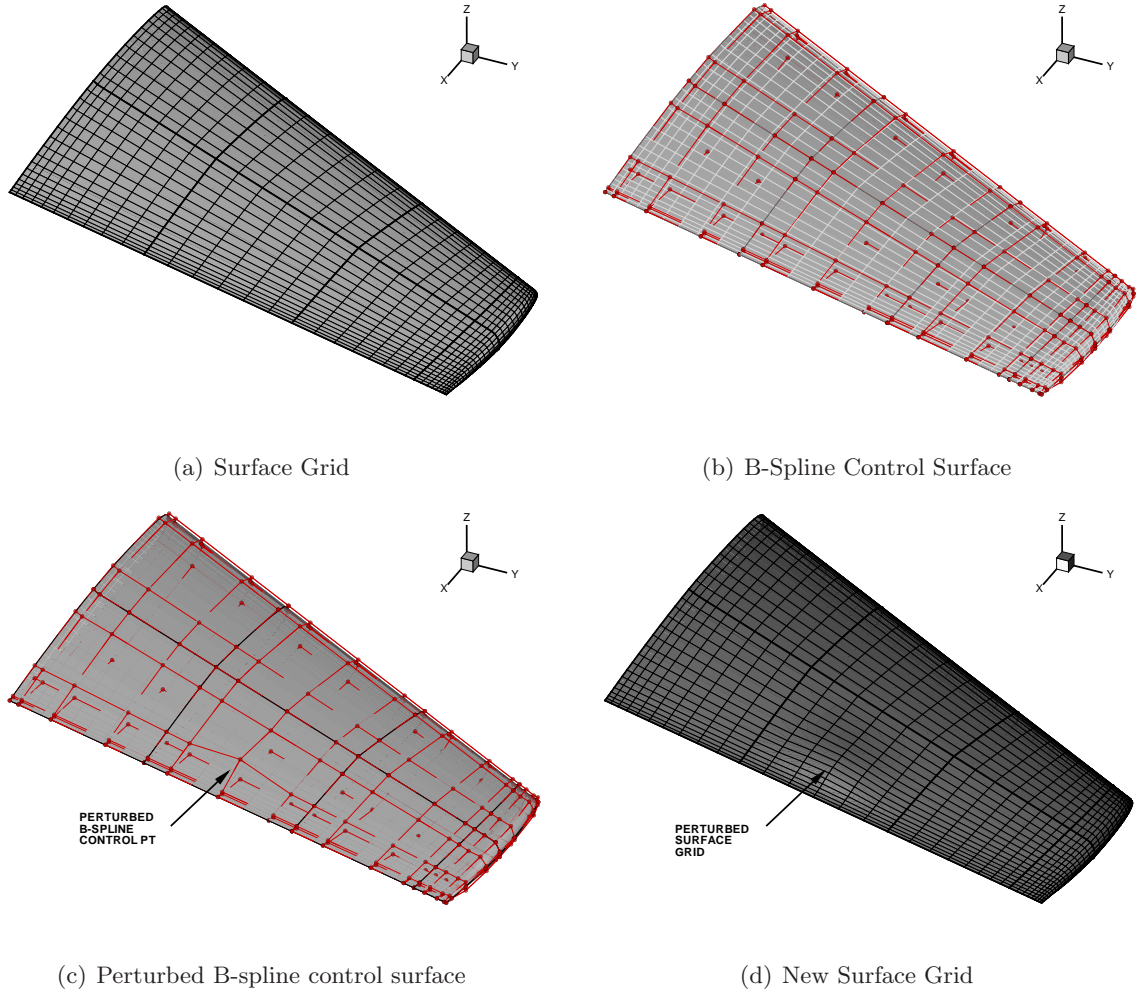 Z
Y
X
Z
Y
X
(a) Surface Grid
(b) B-Spline Control Surface
Z
Y
X
PERTURBED
B-SPLINE
CONTROL PT
Z
Y
X
PERTURBED
SURFACE
GRID
(c) Perturbed B-spline control surface
(d) New Surface Grid